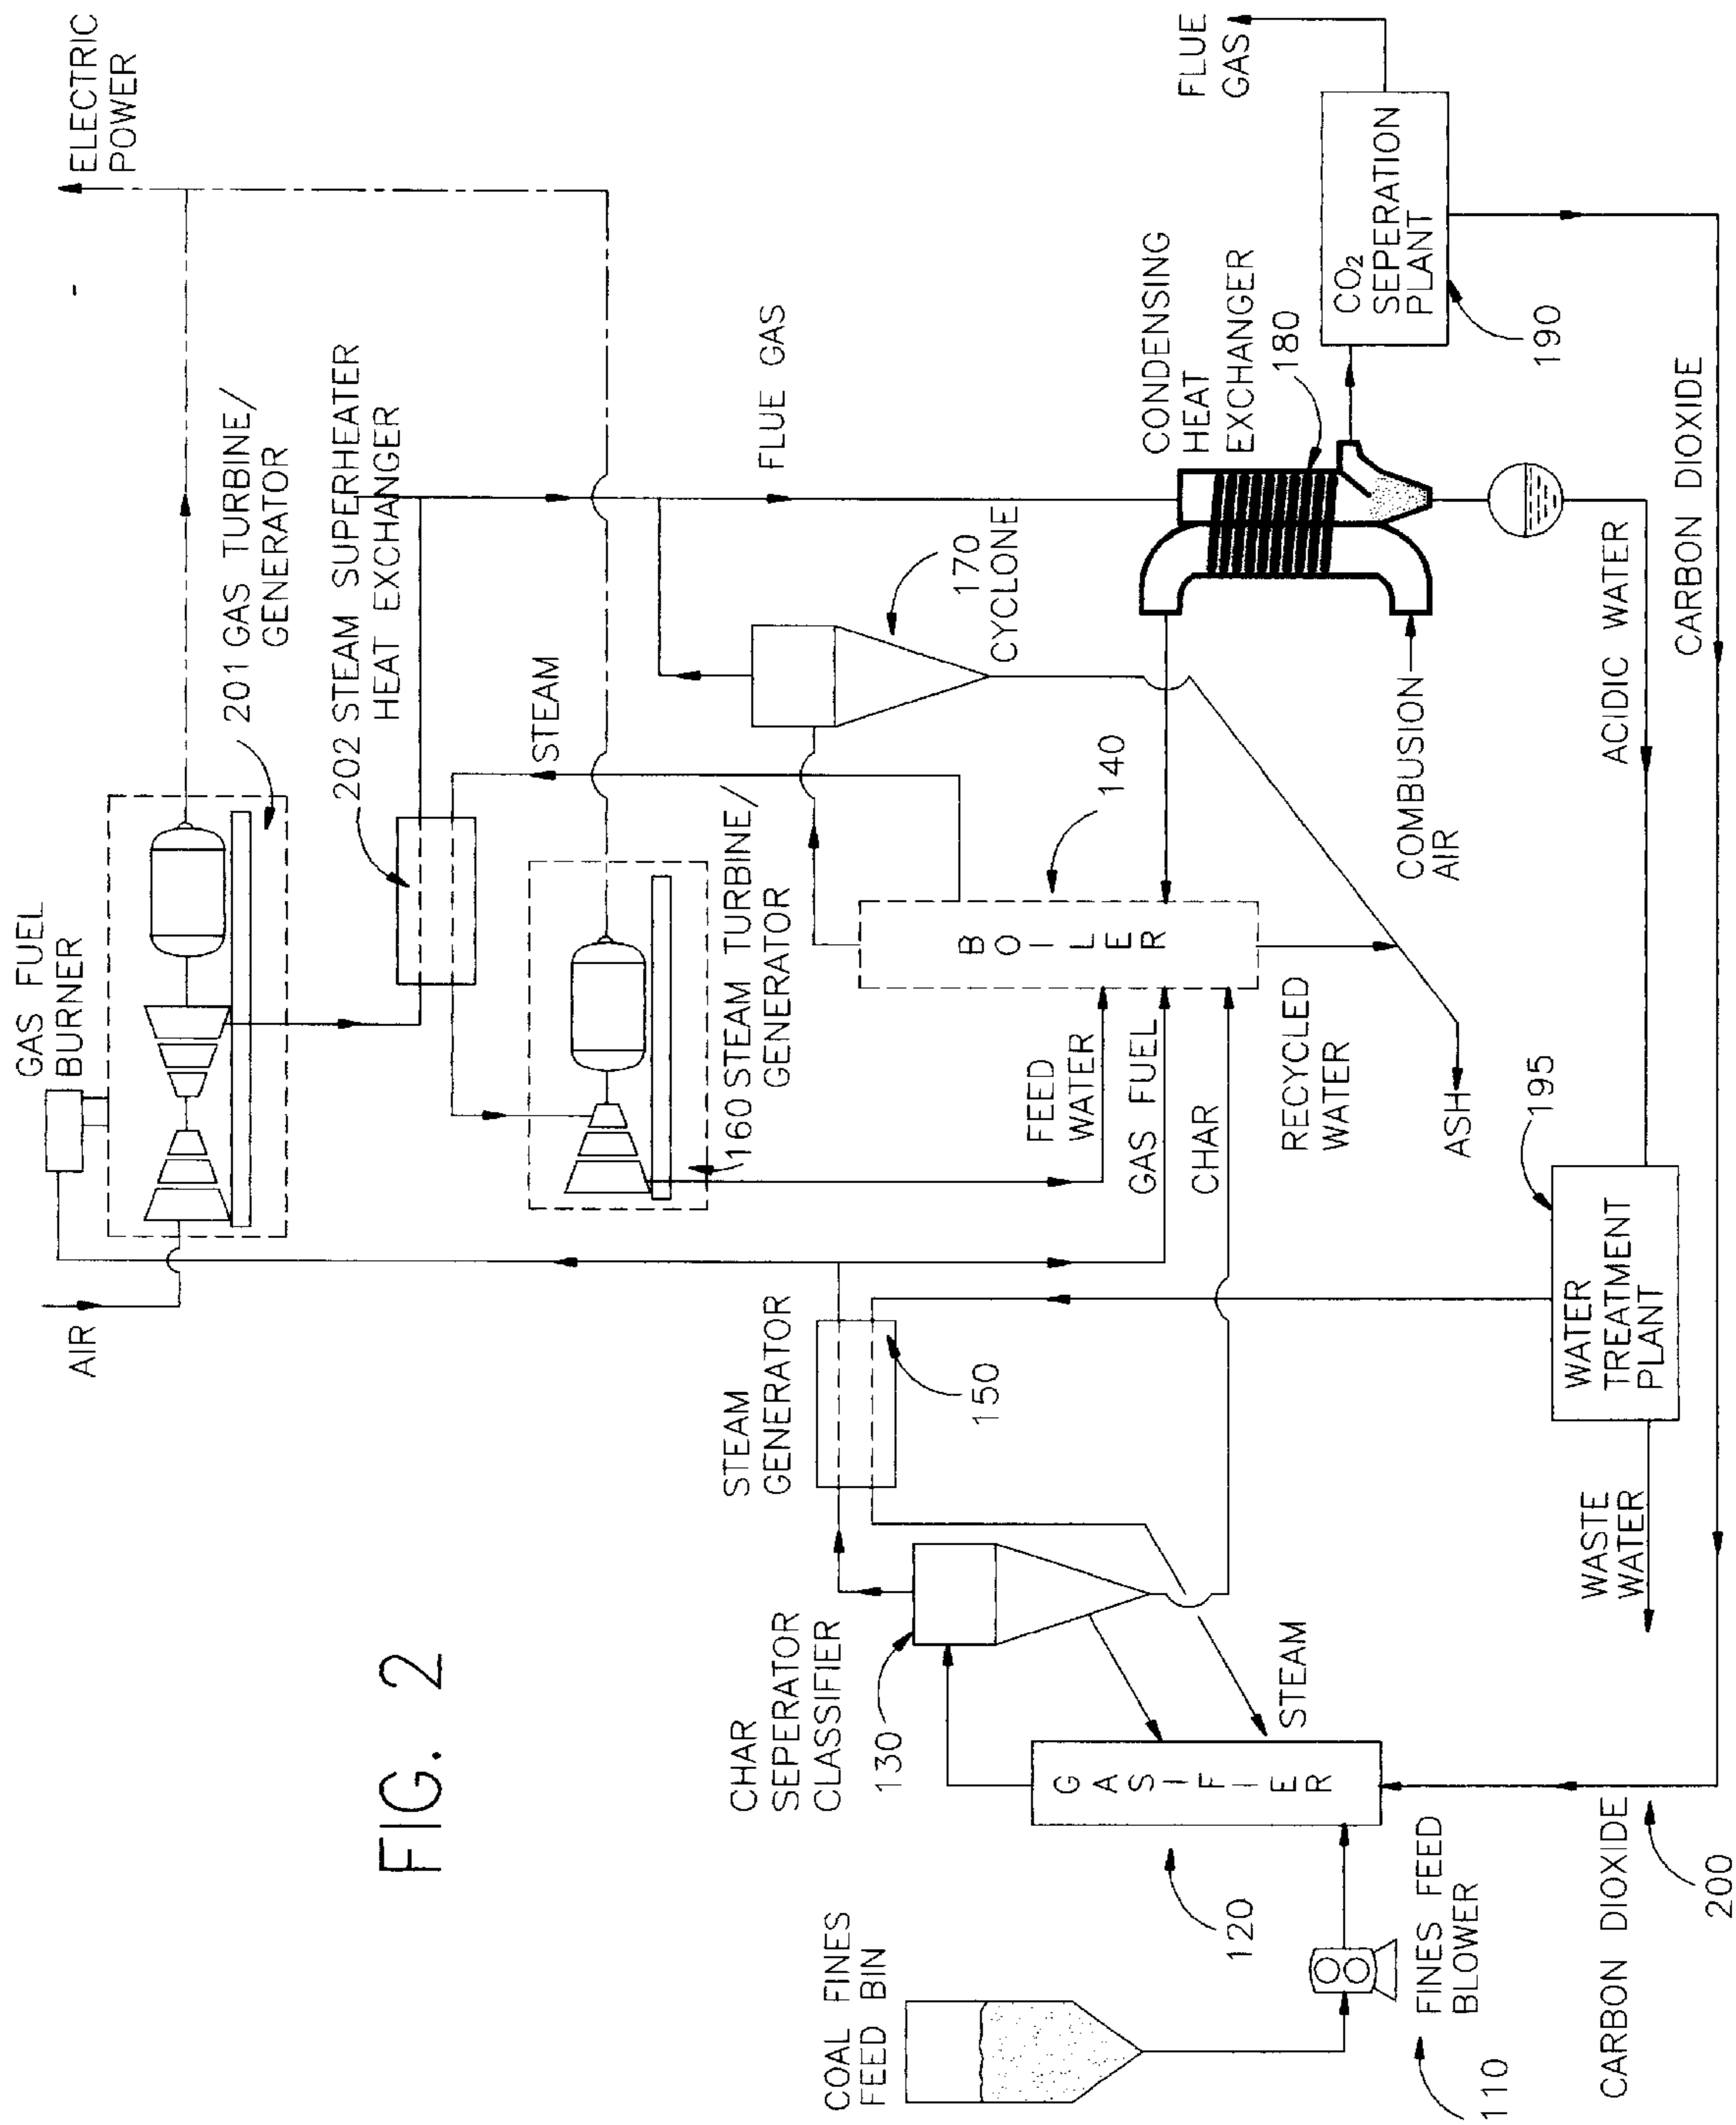 FIG. 2
GAS FUEL
BURNER
AIR
201 GAS TURBINE/
GENERATOR
ELECTRIC
POWER
202 STEAM SUPERHEATER
HEAT EXCHANGER
STEAM
160 STEAM TURBINE/
GENERATOR
FLUE GAS
170
CYCLONE
CHAR
SEPERATOR
CLASSIFIER
130
STEAM
GENERATOR
150
FEED
WATER
GAS FUEL
CHAR
BOILER
140
RECYCLED
WATER
CONDENSING
HEAT
EXCHANGER
180
FLUE
GAS
CO₂
SEPERATION
PLANT
190
COAL FINES
FEED BIN
GASIFIER
120
STEAM
COMBUSION
AIR
ASH
FINES FEED
BLOWER
110
WATER
TREATMENT
PLANT
195
WASTE
WATER
ACIDIC WATER
CARBON DIOXIDE
CARBON DIOXIDE
200